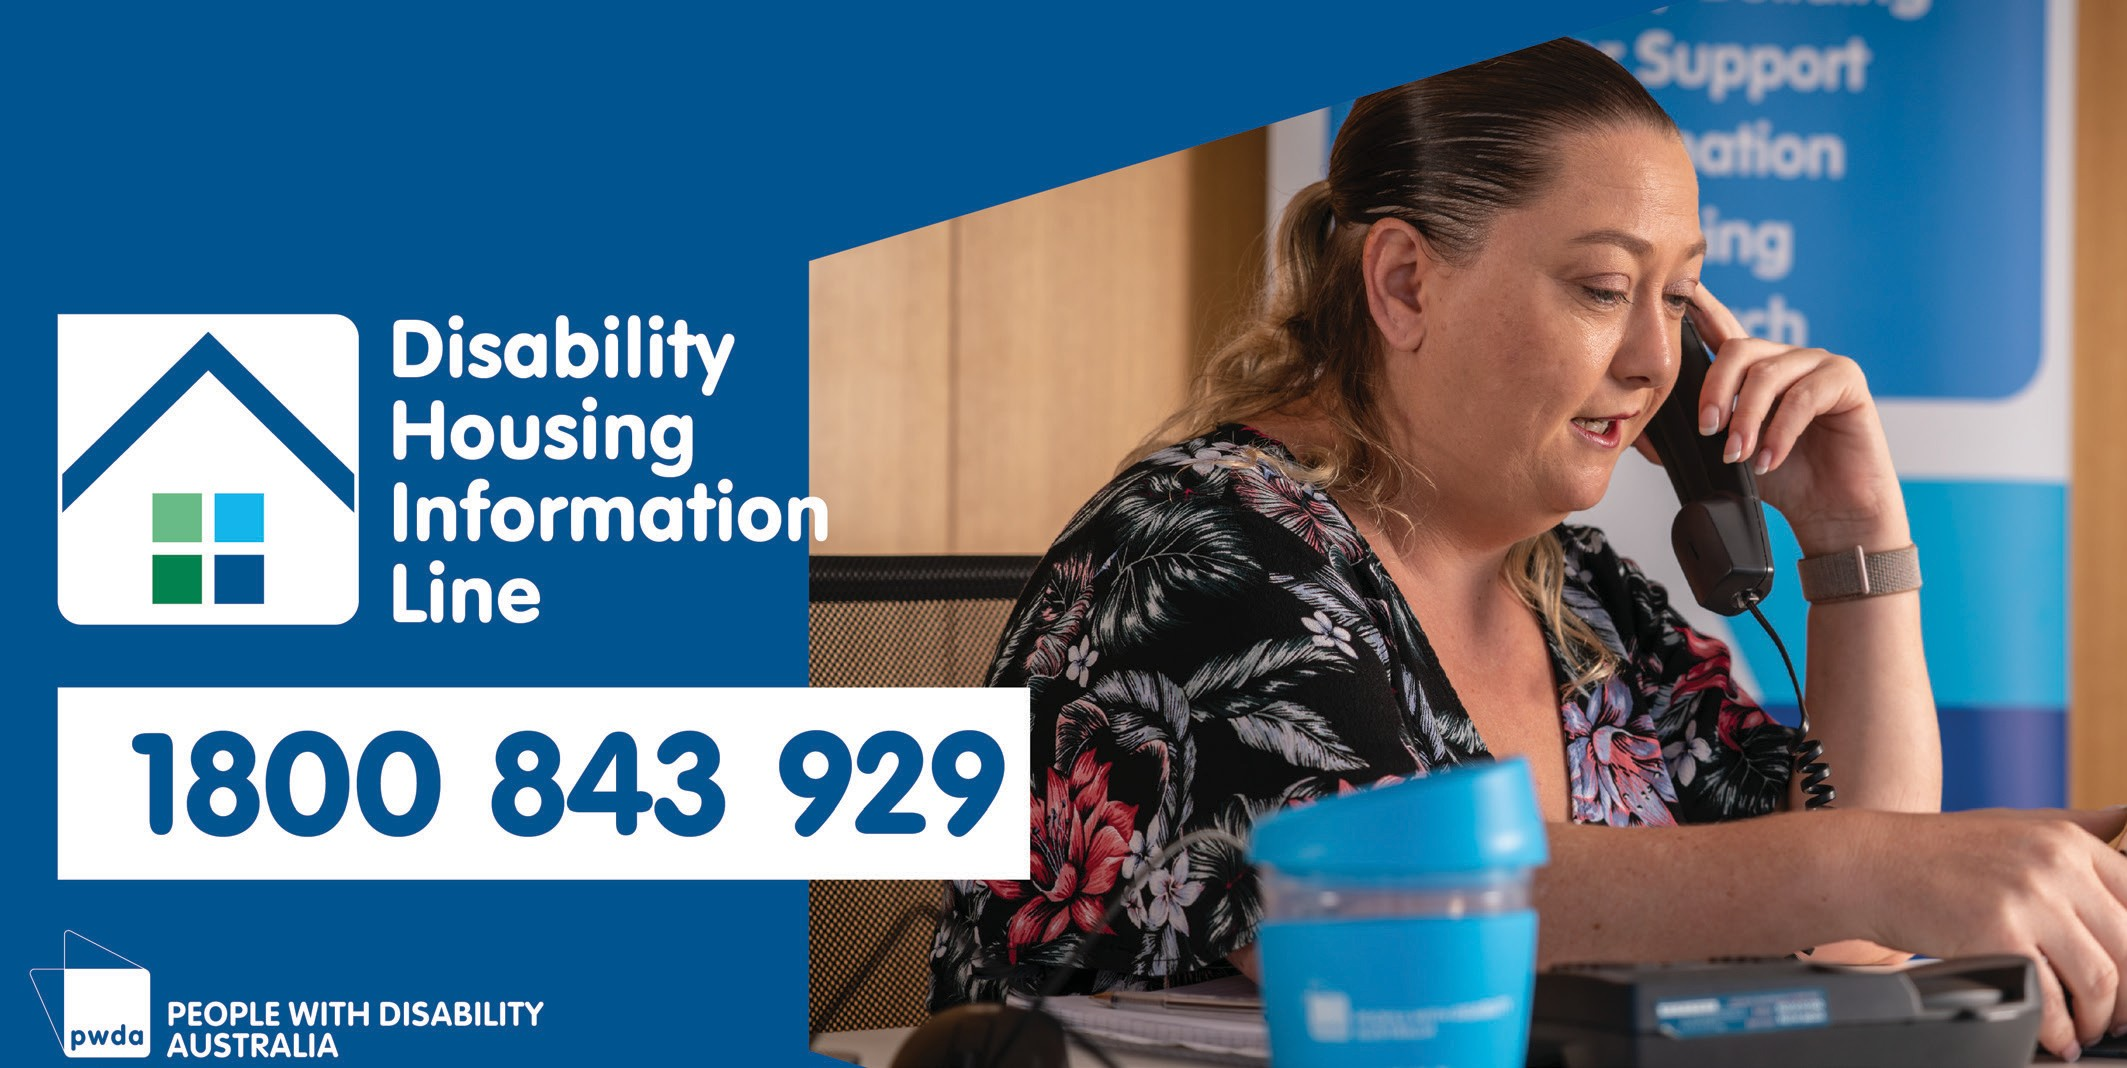 Disability
Housing
Information
Line
1800 843 929
pwda
PEOPLE WITH DISABILITY
AUSTRALIA
Support